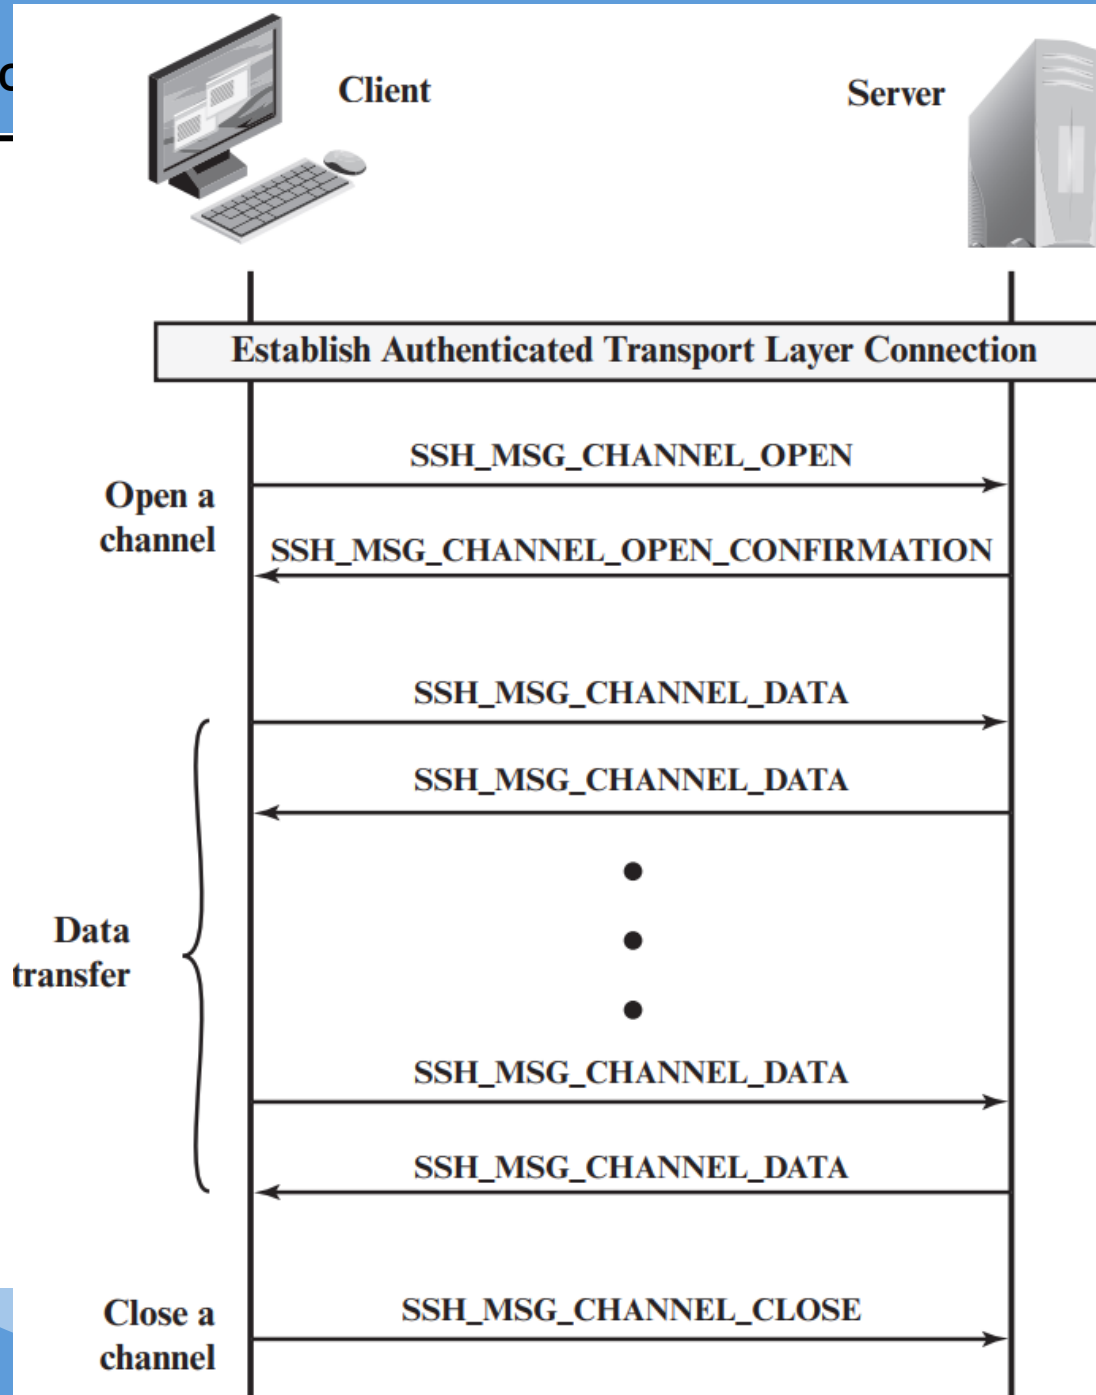 Client
Server
Establish Authenticated Transport Layer Connection
SSH_MSG_CHANNEL_OPEN
Open a
channel
SSH_MSG_CHANNEL_OPEN_CONFIRMATION
SSH_MSG_CHANNEL_DATA
SSH_MSG_CHANNEL_DATA
Data
transfer
SSH_MSG_CHANNEL_DATA
SSH_MSG_CHANNEL_DATA
Close a
channel
SSH_MSG_CHANNEL_CLOSE